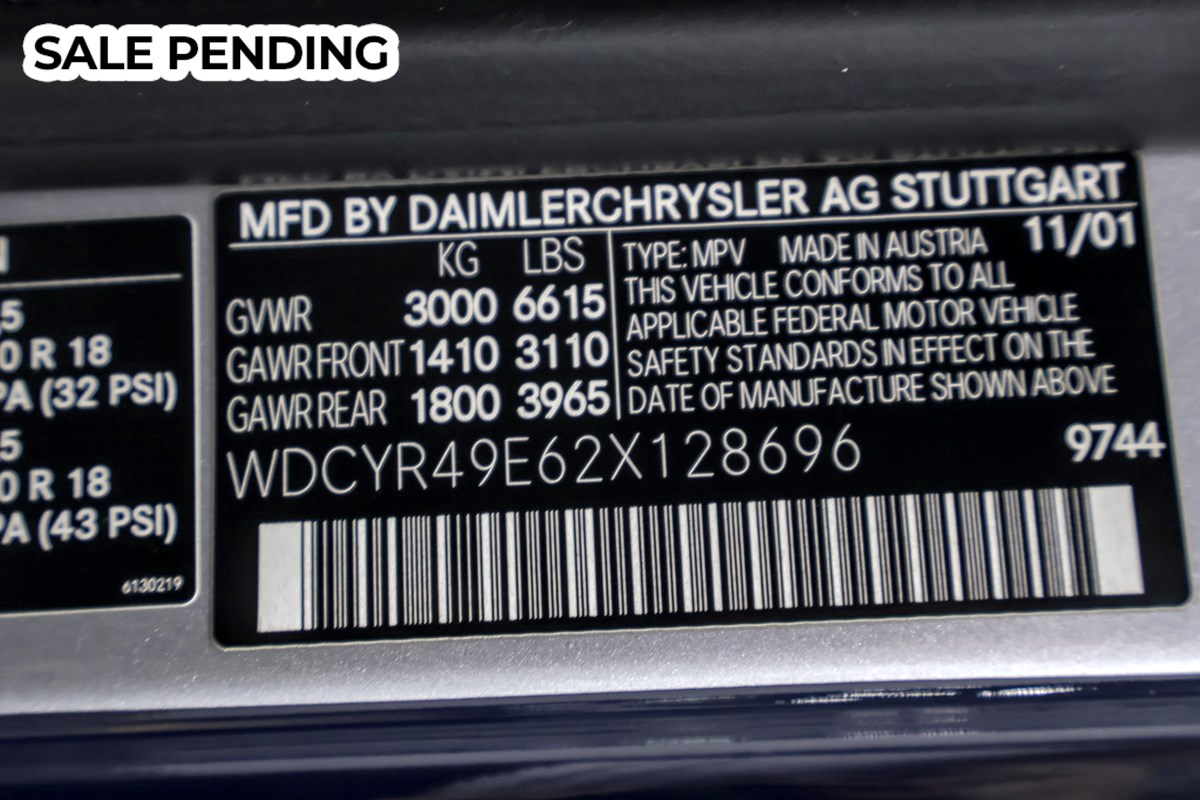 SALE PENDING
MFD BY DAIMLERCHRYSLER AG STUTTGART
KG LBS
GVWR 3000 6615
GAWR FRONT 1410 3110
GAWR REAR 1800 3965
TYPE: MPV MADE IN AUSTRIA 11/01
THIS VEHICLE CONFORMS TO ALL
APPLICABLE FEDERAL MOTOR VEHICLE
SAFETY STANDARDS IN EFFECT ON THE
DATE OF MANUFACTURE SHOWN ABOVE
WDCYR49E62X128696 9744
5
0 R 18
PA (32 PSI)
5
0 R 18
PA (43 PSI)
6130219